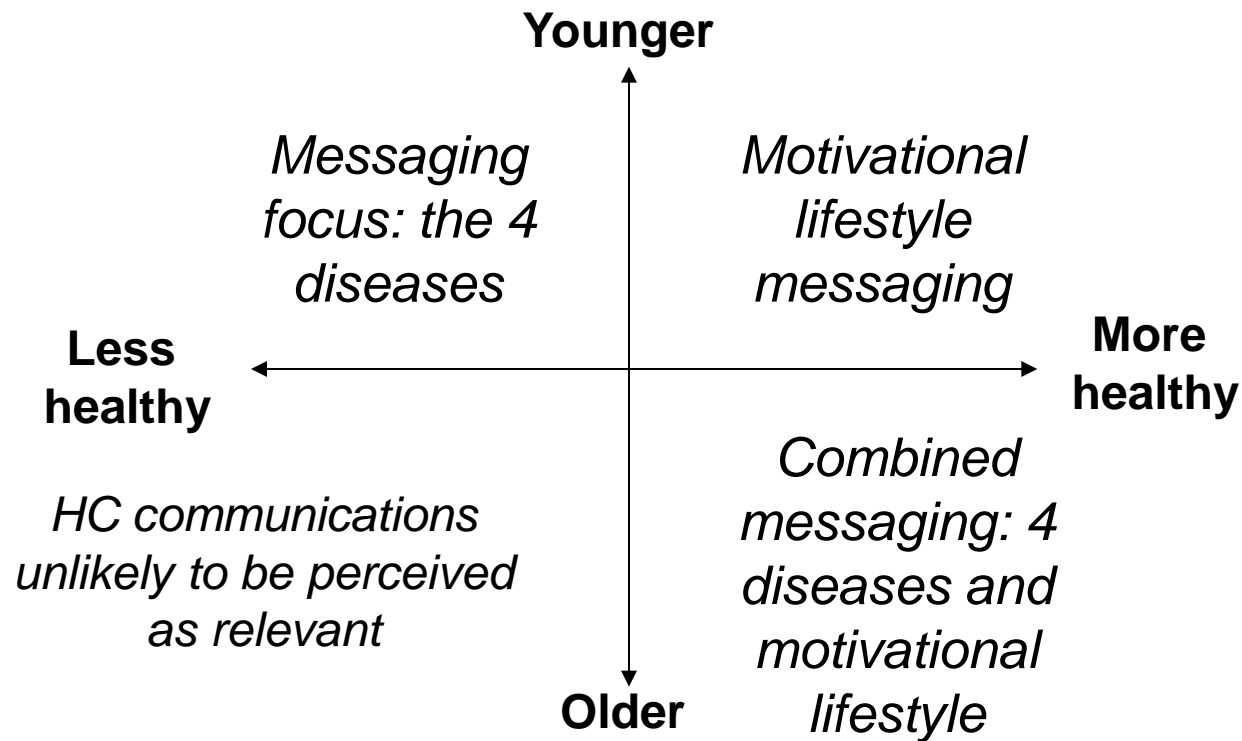 Younger
Messaging
focus: the 4
diseases
Motivational
lifestyle
messaging
Less
healthy
More
healthy
HC communications
unlikely to be perceived
as relevant
Combined
messaging: 4
diseases and
motivational
lifestyle
Older